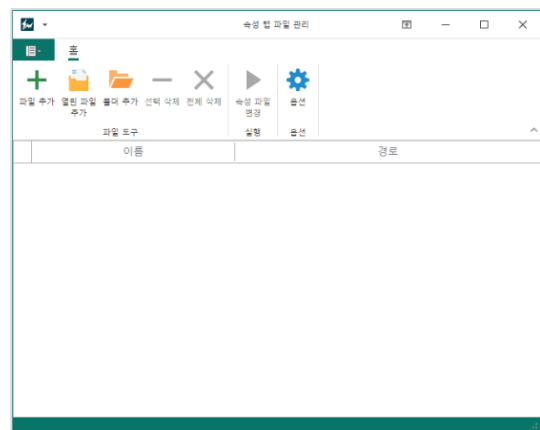 속성 탭 파일 관리
홈
파일 추가 열린 파일 추가 폴더 추가 선택 삭제 전체 삭제 속성 파일 변경 옵션
파일 도구 실행 옵션
이름 경로